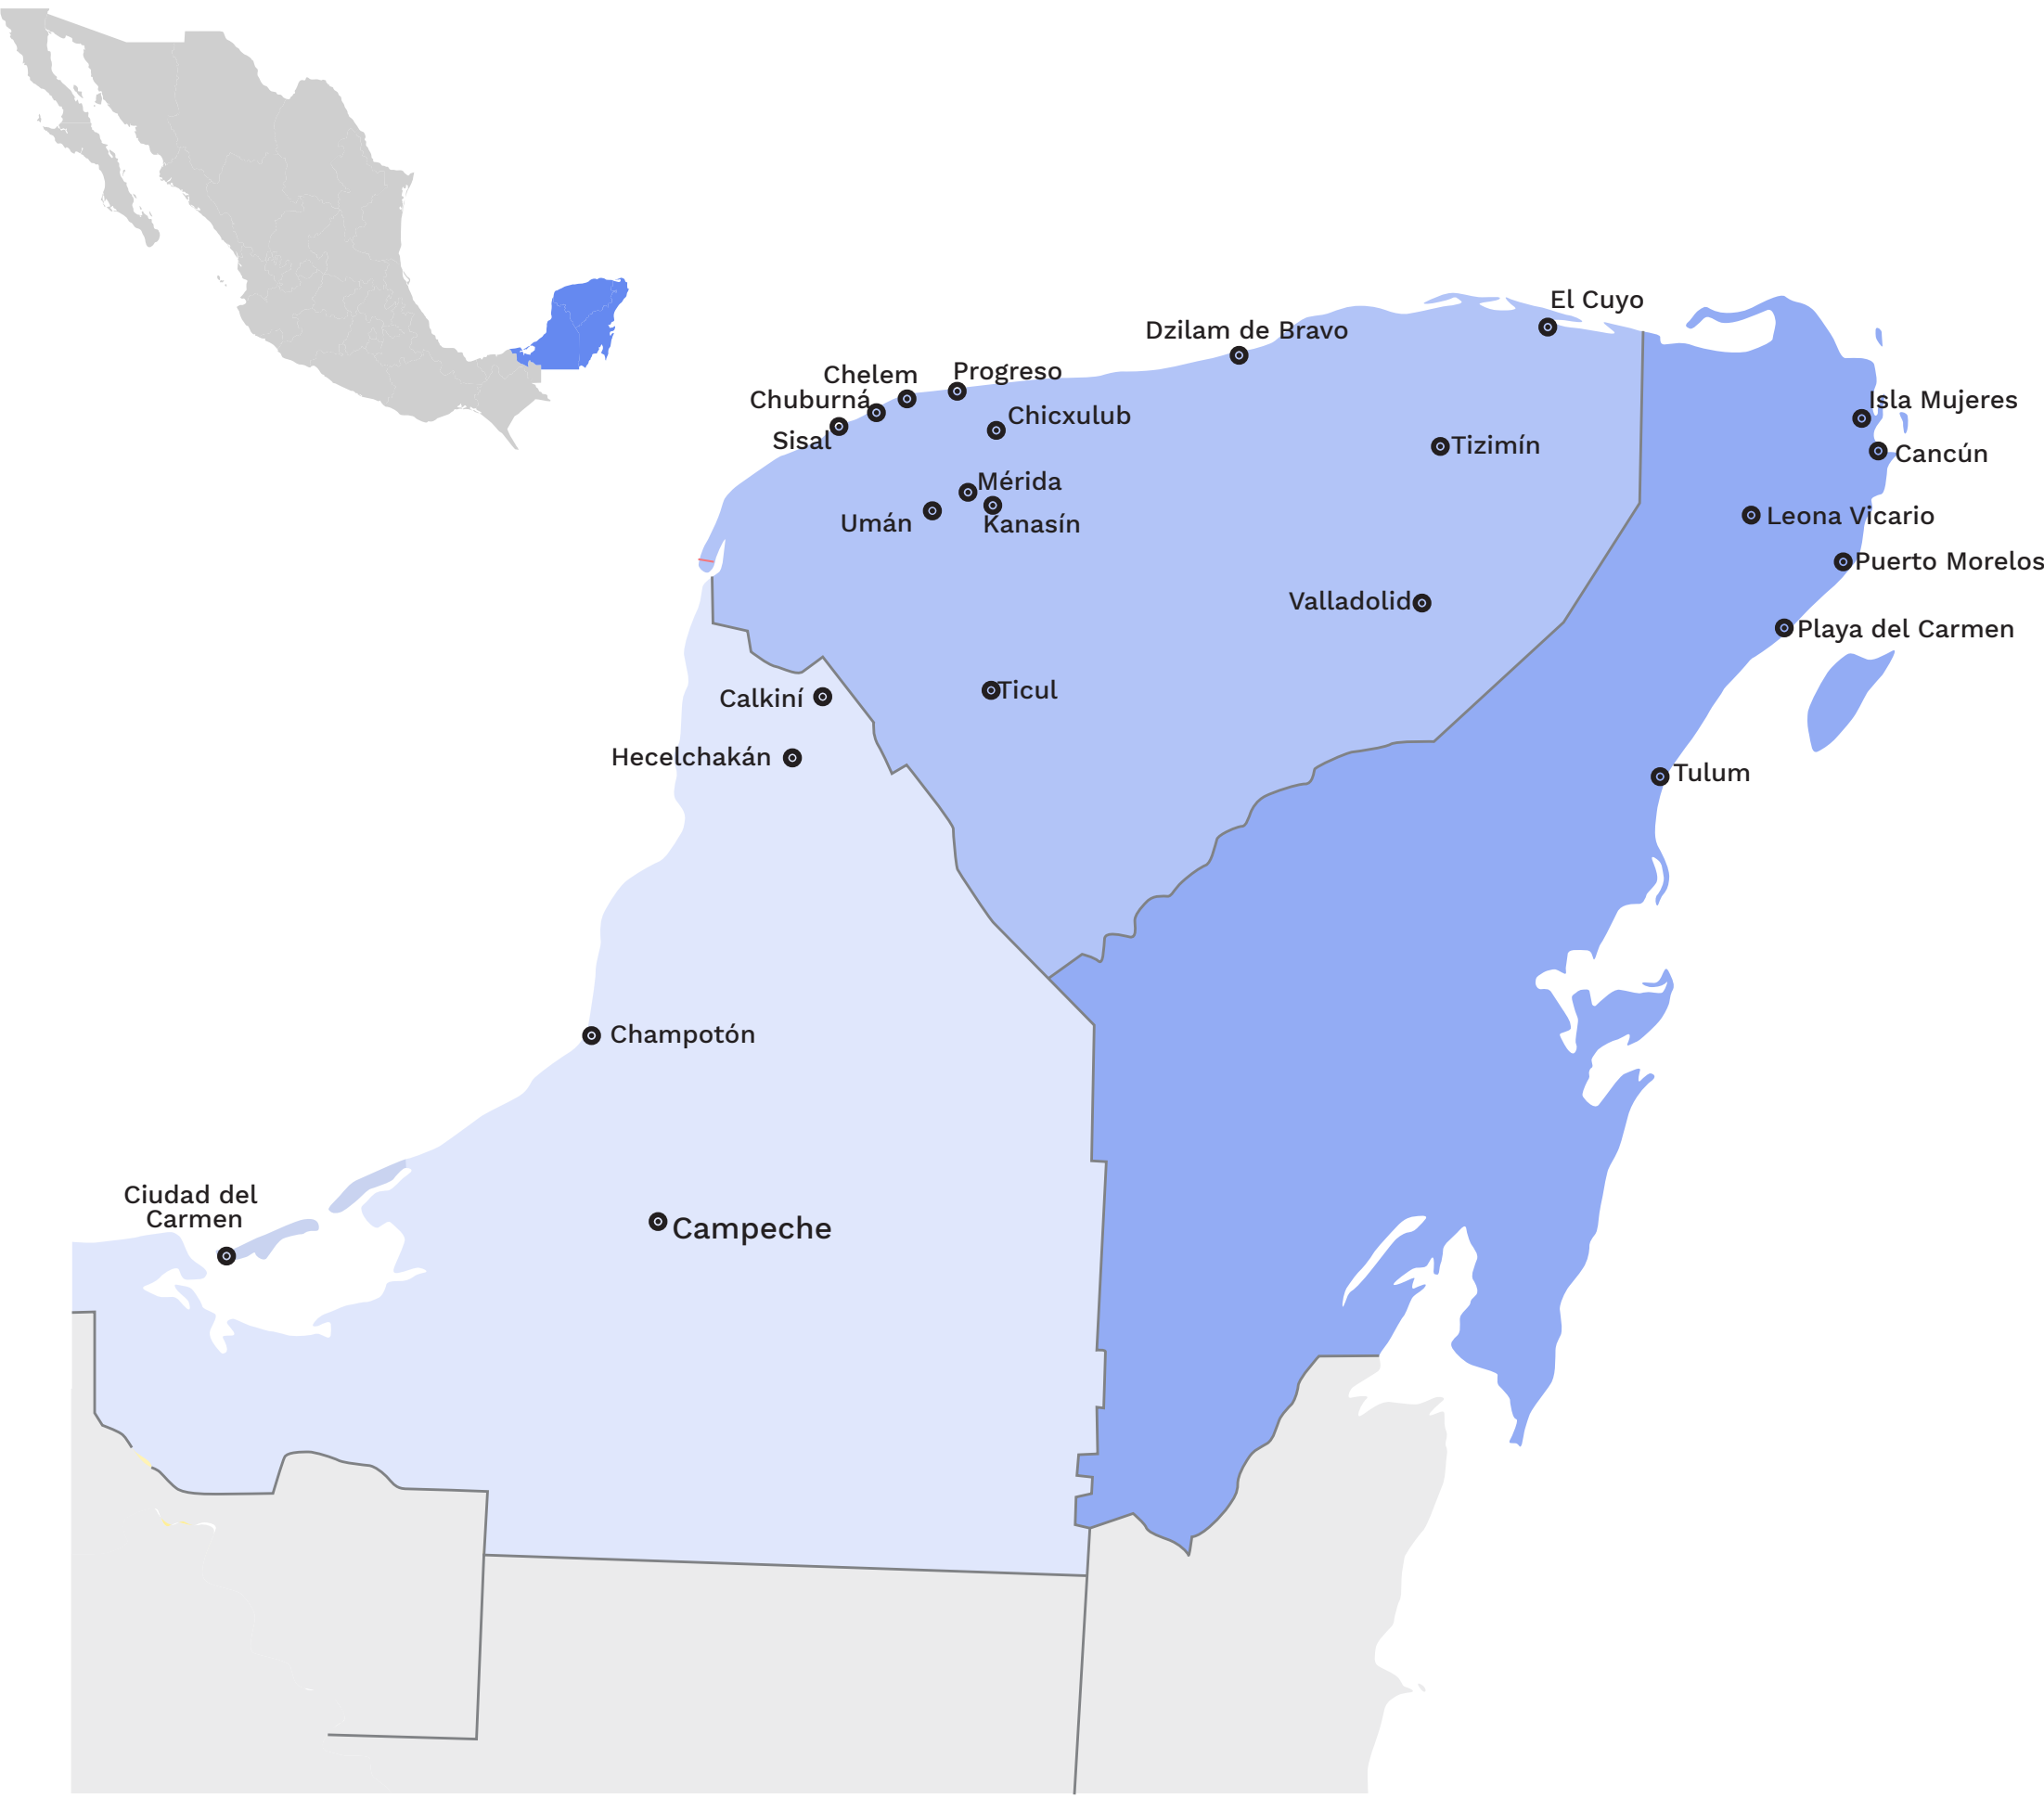 El Cuyo
Dzilam de Bravo
Progreso
Chelem
Chuburná
Isla Mujeres
Chicxulub
Sisal
Tizimín
Cancún
Mérida
Leona Vicario
Umán
Kanasín
Puerto Morelos
Valladolid
Playa del Carmen
Ticul
Calkiní
Hecelchakán
Tulum
Champotón
Ciudad del
Carmen
Campeche